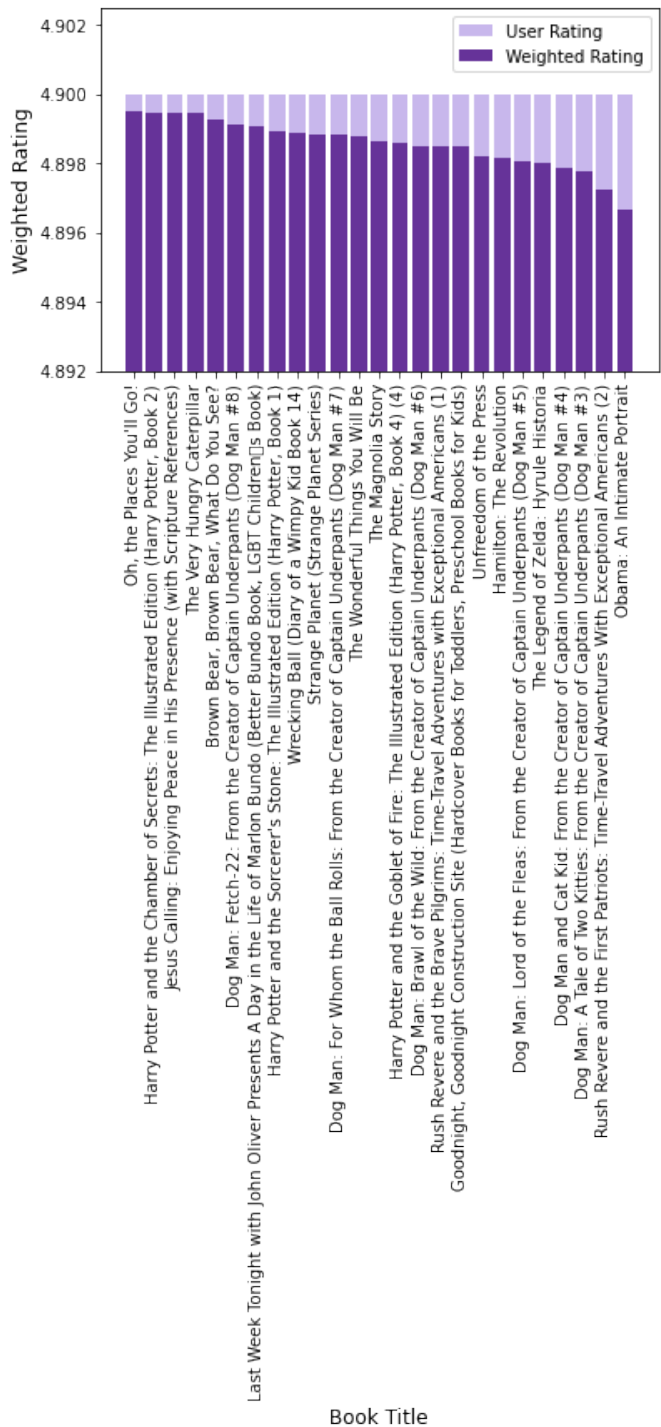 4.902
4.900
4.898
4.896
4.894
4.892
Weighted Rating
User Rating
Weighted Rating
Oh, the Places You'll Go!
Harry Potter and the Chamber of Secrets: The Illustrated Edition (Harry Potter, Book 2)
Jesus Calling: Enjoying Peace in His Presence (with Scripture References)
The Very Hungry Caterpillar
Brown Bear, Brown Bear, What Do You See?
Dog Man: Fetch-22: From the Creator of Captain Underpants (Dog Man #8)
Last Week Tonight with John Oliver Presents A Day in the Life of Marlon Bundo (Better Bundo Book, LGBT Children▯s Book)
Harry Potter and the Sorcerer's Stone: The Illustrated Edition (Harry Potter, Book 1)
Wrecking Ball (Diary of a Wimpy Kid Book 14)
Strange Planet (Strange Planet Series)
Dog Man: For Whom the Ball Rolls: From the Creator of Captain Underpants (Dog Man #7)
The Wonderful Things You Will Be
The Magnolia Story
Harry Potter and the Goblet of Fire: The Illustrated Edition (Harry Potter, Book 4) (4)
Dog Man: Brawl of the Wild: From the Creator of Captain Underpants (Dog Man #6)
Rush Revere and the Brave Pilgrims: Time-Travel Adventures with Exceptional Americans (1)
Goodnight, Goodnight Construction Site (Hardcover Books for Toddlers, Preschool Books for Kids)
Unfreedom of the Press
Hamilton: The Revolution
Dog Man: Lord of the Fleas: From the Creator of Captain Underpants (Dog Man #5)
The Legend of Zelda: Hyrule Historia
Dog Man and Cat Kid: From the Creator of Captain Underpants (Dog Man #4)
Dog Man: A Tale of Two Kitties: From the Creator of Captain Underpants (Dog Man #3)
Rush Revere and the First Patriots: Time-Travel Adventures With Exceptional Americans (2)
Obama: An Intimate Portrait
Book Title